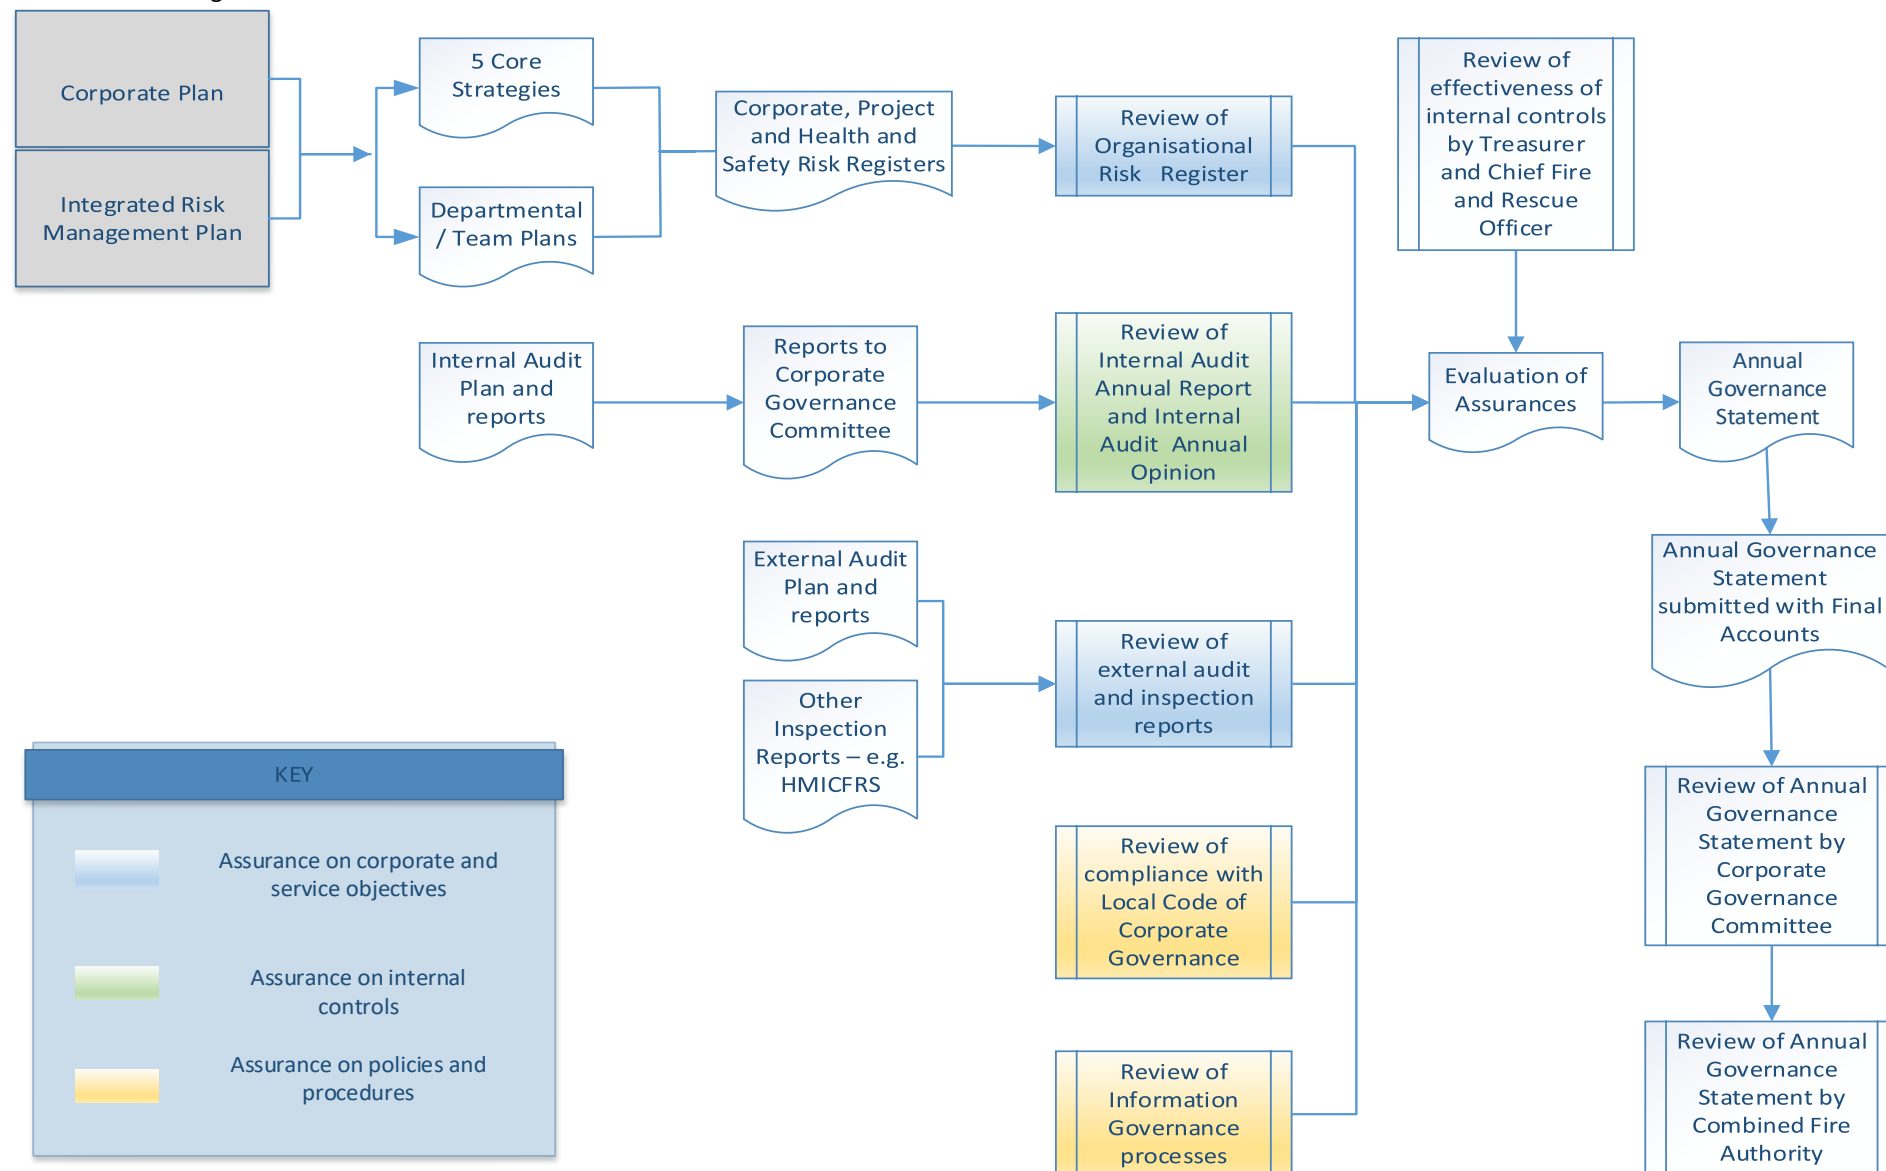 Corporate Plan
Integrated Risk
Management Plan
5 Core
Strategies
Departmental
/ Team Plans
Corporate, Project
and Health and
Safety Risk Registers
Review of
Organisational
Risk Register
Review of
effectiveness of
internal controls
by Treasurer
and Chief Fire
and Rescue
Officer
Internal Audit
Plan and
reports
Reports to
Corporate
Governance
Committee
Review of
Internal Audit
Annual Report
and Internal
Audit Annual
Opinion
Evaluation of
Assurances
Annual
Governance
Statement
External Audit
Plan and
reports
Other
Inspection
Reports – e.g.
HMICFRS
Review of
external audit
and inspection
reports
Annual Governance
Statement
submitted with Final
Accounts
Review of
compliance with
Local Code of
Corporate
Governance
Review of Annual
Governance
Statement by
Corporate
Governance
Committee
Review of
Information
Governance
processes
Review of Annual
Governance
Statement by
Combined Fire
Authority
KEY
Assurance on corporate and
service objectives
Assurance on internal
controls
Assurance on policies and
procedures